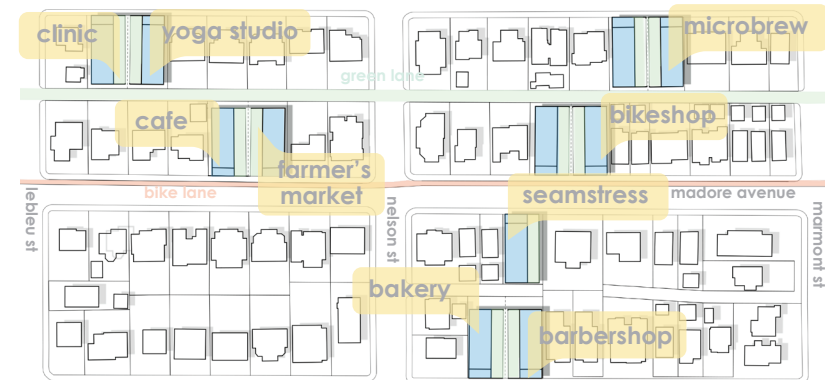 clinic
yoga studio
microbrew
green lane
cafe
bikeshop
farmer's
market
bike lane
seamstress
madore avenue
lebleu st
nelson st
marmont st
bakery
barbershop